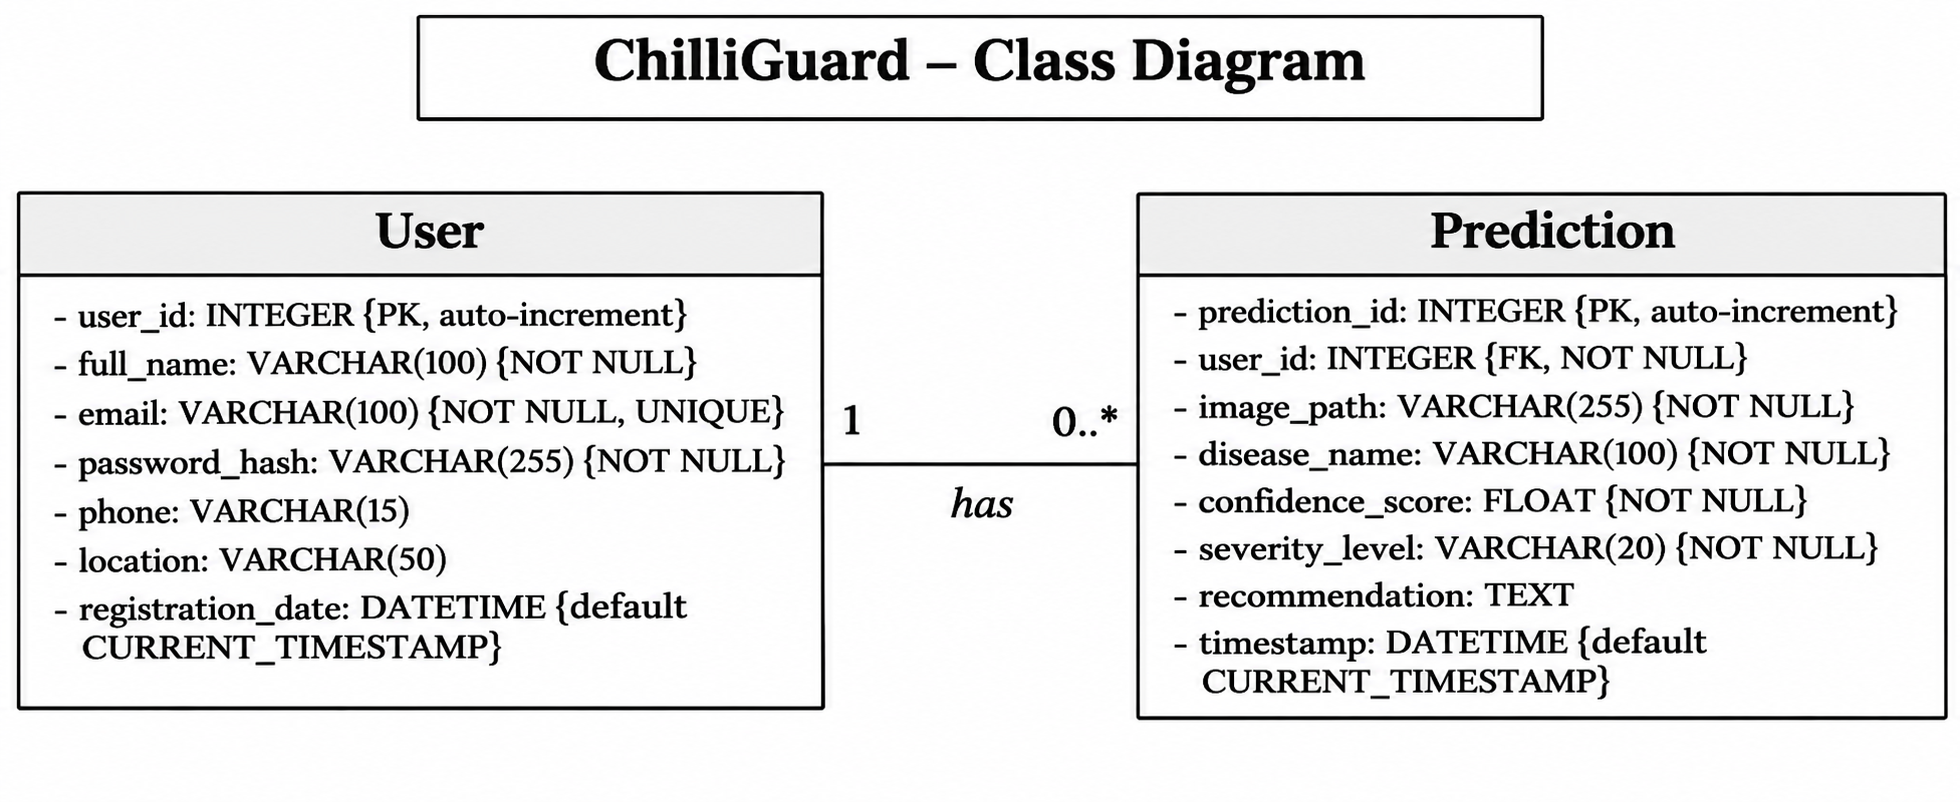 ChilliGuard – Class Diagram
User
- user_id: INTEGER {PK, auto-increment}
- full_name: VARCHAR(100) {NOT NULL}
- email: VARCHAR(100) {NOT NULL, UNIQUE}
- password_hash: VARCHAR(255) {NOT NULL}
- phone: VARCHAR(15)
- location: VARCHAR(50)
- registration_date: DATETIME {default
CURRENT_TIMESTAMP}
1
0..*
has
Prediction
- prediction_id: INTEGER {PK, auto-increment}
- user_id: INTEGER {FK, NOT NULL}
- image_path: VARCHAR(255) {NOT NULL}
- disease_name: VARCHAR(100) {NOT NULL}
- confidence_score: FLOAT {NOT NULL}
- severity_level: VARCHAR(20) {NOT NULL}
- recommendation: TEXT
- timestamp: DATETIME {default
CURRENT_TIMESTAMP}